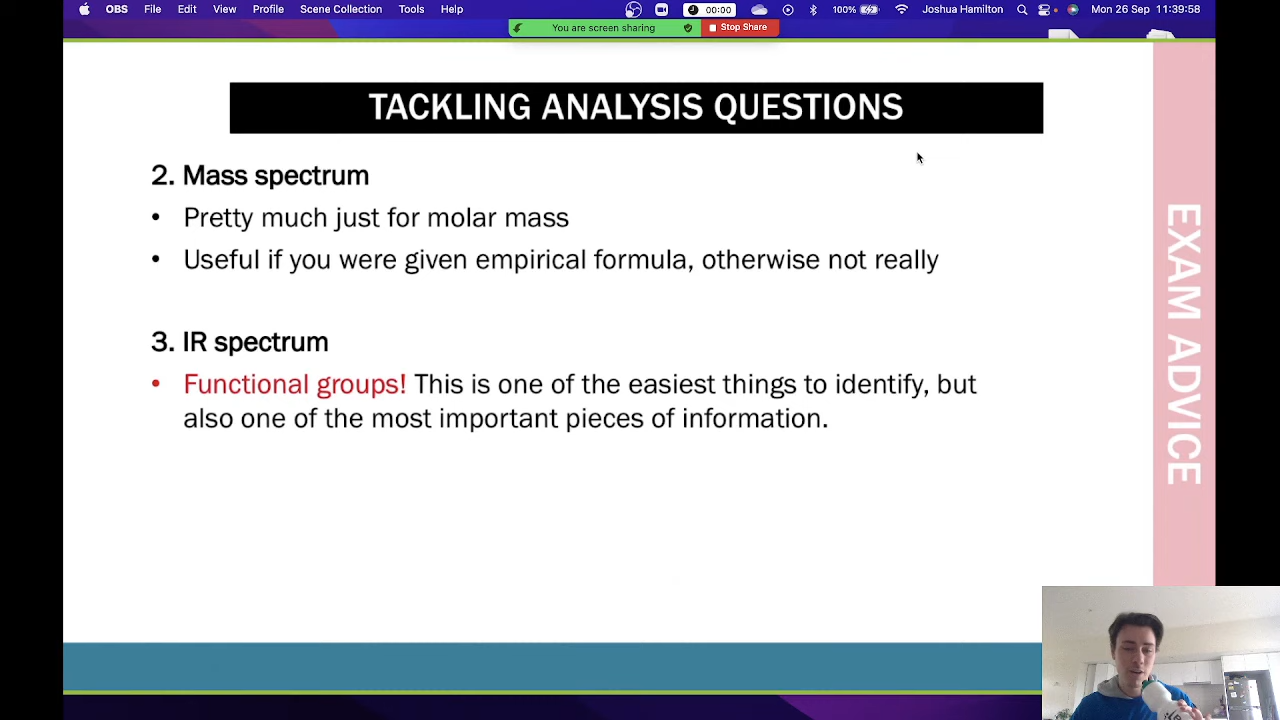 OBS File Edit View Profile Scene Collection Tools Help 00:00 100% Joshua Hamilton Mon 26 Sep 11:39:58
You are screen sharing Stop Share
TACKLING ANALYSIS QUESTIONS
2. Mass spectrum
• Pretty much just for molar mass
• Useful if you were given empirical formula, otherwise not really
3. IR spectrum
• Functional groups! This is one of the easiest things to identify, but
also one of the most important pieces of information.
EXAM ADVICE